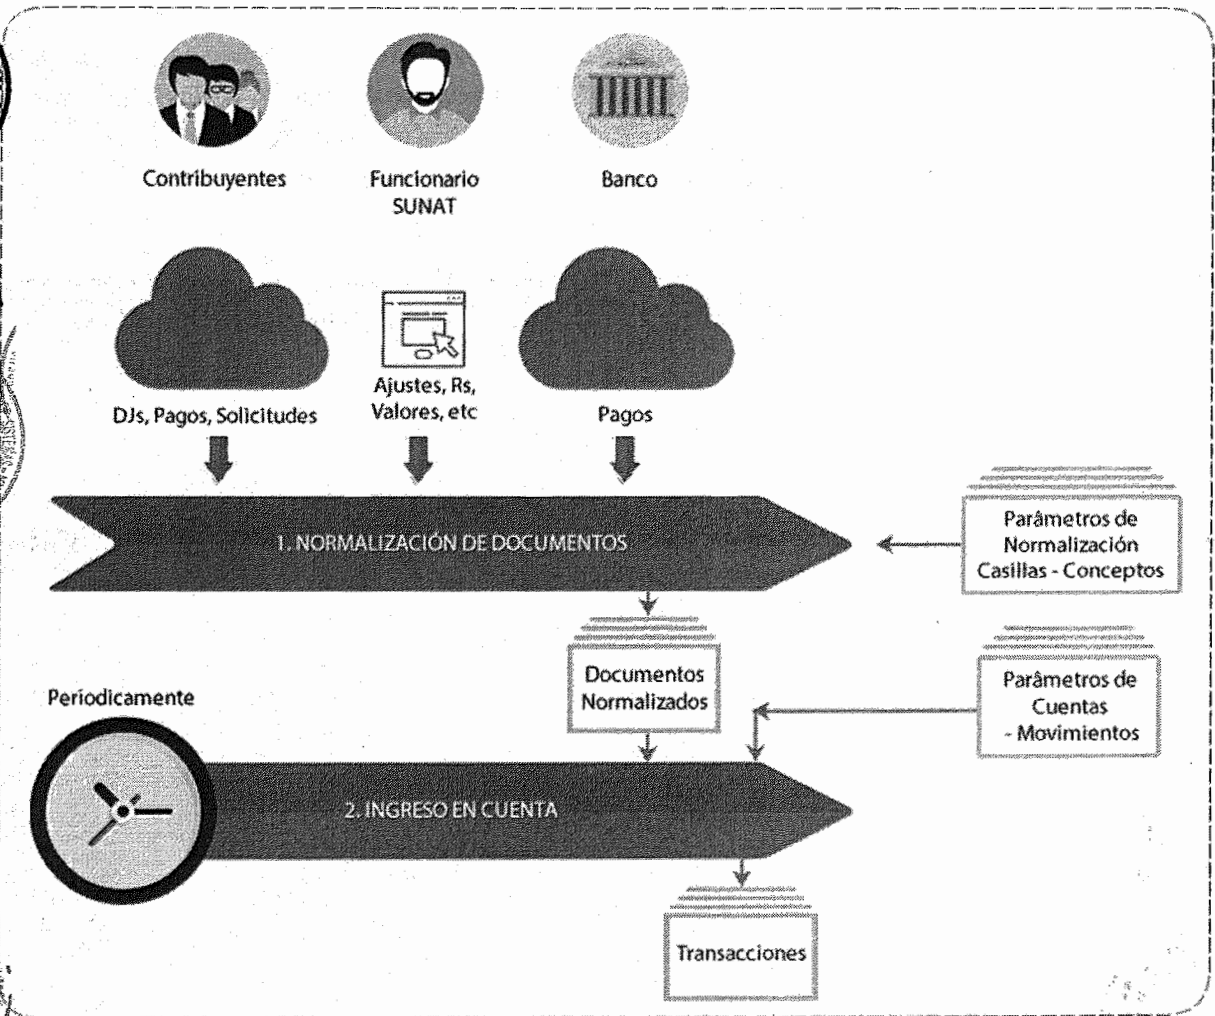 Contribuyentes
Funcionario
SUNAT
Banco
DJs, Pagos, Solicitudes
Ajustes, Rs,
Valores, etc
Pagos
1. NORMALIZACIÓN DE DOCUMENTOS
Parâmetros de
Normalización
Casillas - Conceptos
Documentos
Normalizados
Parâmetros de
Cuentas
- Movimientos
Períodicamente
2. INGRESO EN CUENTA
Transacciones